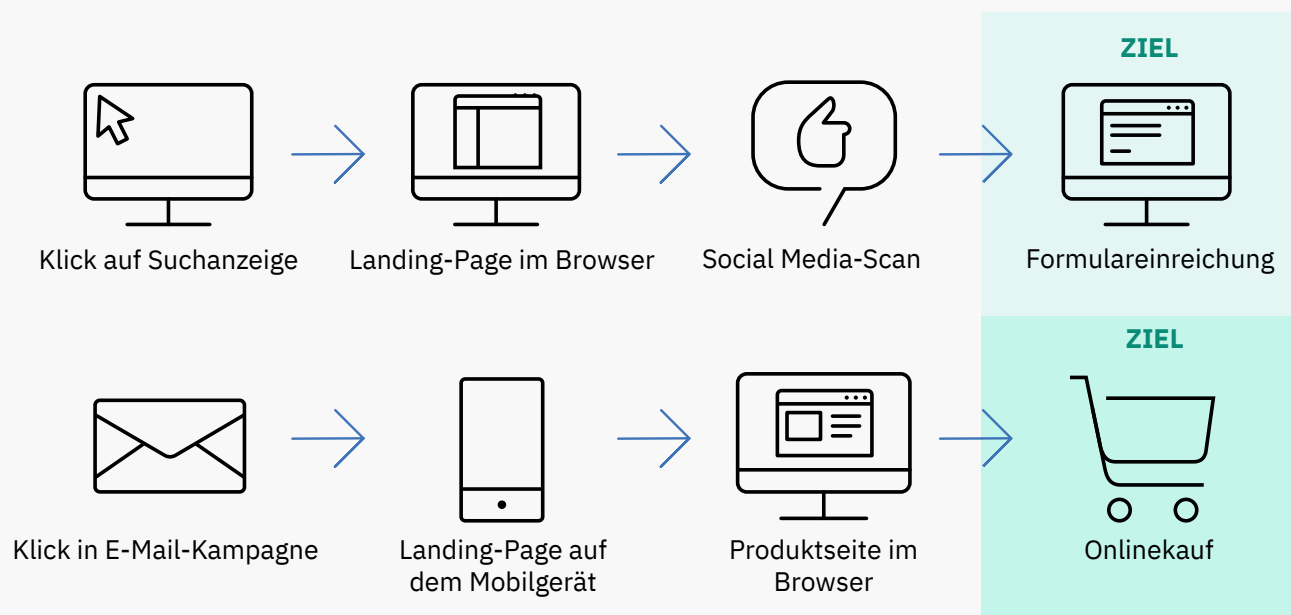 ZIEL
Klick auf Suchanzeige
Landing-Page im Browser
Social Media-Scan
Formulareinreichung
ZIEL
Klick in E-Mail-Kampagne
Landing-Page auf
dem Mobilgerät
Produktseite im
Browser
Onlinekauf